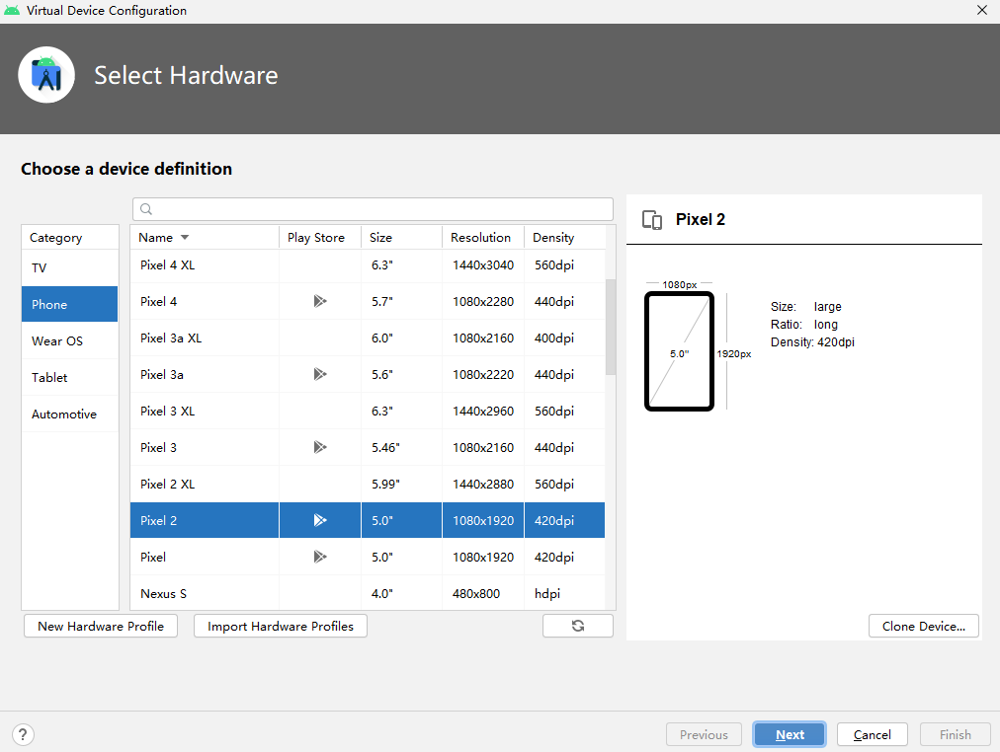 Virtual Device Configuration
Select Hardware
Choose a device definition
Category
TV
Phone
Wear OS
Tablet
Automotive
Name Play Store Size Resolution Density
Pixel 4 XL 6.3" 1440x3040 560dpi
Pixel 4 5.7" 1080x2280 440dpi
Pixel 3a XL 6.0" 1080x2160 400dpi
Pixel 3a 5.6" 1080x2220 440dpi
Pixel 3 XL 6.3" 1440x2960 560dpi
Pixel 3 5.46" 1080x2160 440dpi
Pixel 2 XL 5.99" 1440x2880 560dpi
Pixel 2 5.0" 1080x1920 420dpi
Pixel 5.0" 1080x1920 420dpi
Nexus S 4.0" 480x800 hdpi
New Hardware Profile Import Hardware Profiles
Pixel 2
1080px
5.0"
1920px
Size: large
Ratio: long
Density: 420dpi
Clone Device...
? Previous Next Cancel Finish